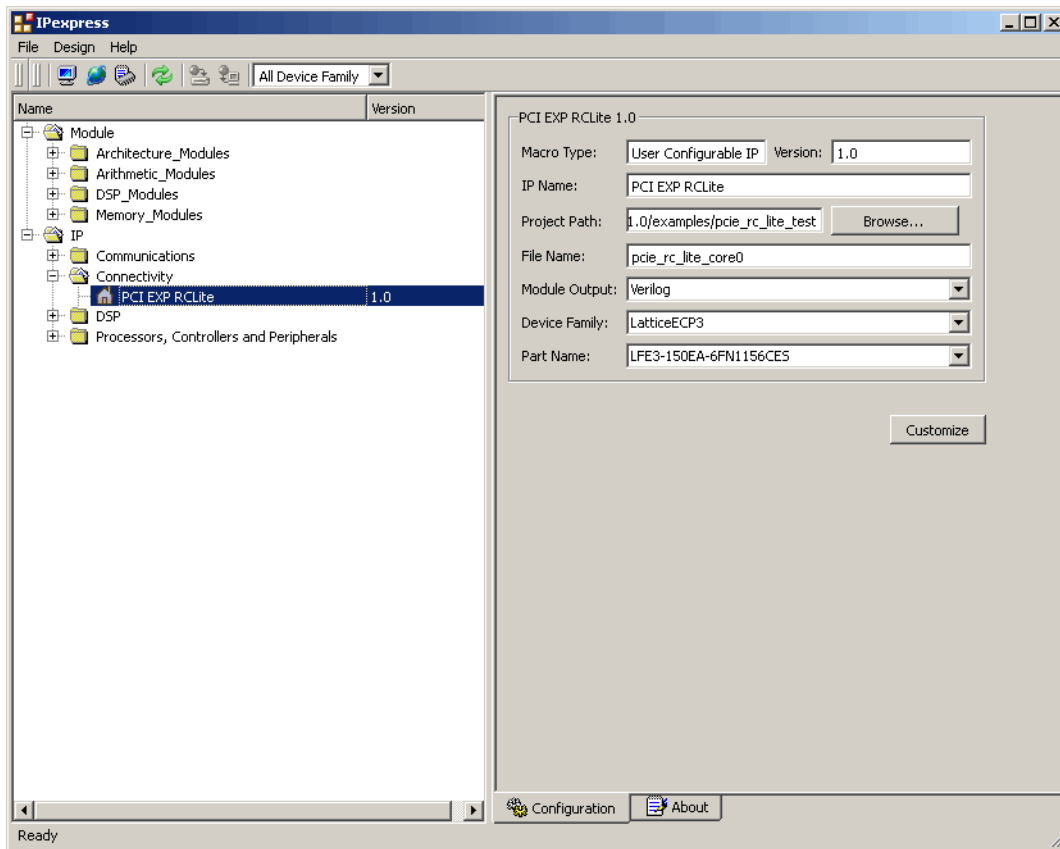 IPexpress
File Design Help
All Device Family
Name Version
Module
Architecture_Modules
Arithmetic_Modules
DSP_Modules
Memory_Modules
IP
Communications
Connectivity
PCI EXP RCLite 1.0
DSP
Processors, Controllers and Peripherals
PCI EXP RCLite 1.0
Macro Type: User Configurable IP Version: 1.0
IP Name: PCI EXP RCLite
Project Path: 1.0/examples/pcie_rc_lite_test Browse...
File Name: pcie_rc_lite_core0
Module Output: Verilog
Device Family: LatticeECP3
Part Name: LFE3-150EA-6FN1156CES
Customize
Configuration About
Ready